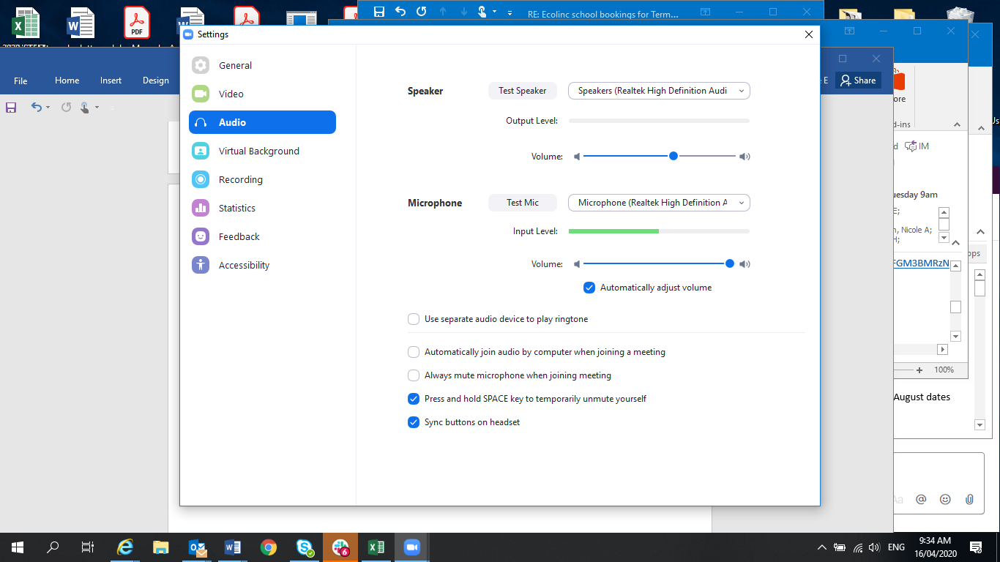 RE: Ecolinc school bookings for Term...
PDF
Settings
File
Home
Insert
Design
E
Share
General
Video
Audio
Virtual Background
Recording
Statistics
Feedback
Accessibility
Speaker
Test Speaker
Speakers (Realtek High Definition Audi
Output Level:
Volume:
Microphone
Test Mic
Microphone (Realtek High Definition A
Input Level:
Volume:
Automatically adjust volume
Use separate audio device to play ringtone
Automatically join audio by computer when joining a meeting
Always mute microphone when joining meeting
Press and hold SPACE key to temporarily unmute yourself
Sync buttons on headset
ore
d-ins
d
IM
uesday 9am
E;
n, Nicole A;
H;
ops
FGM3BMRzN
100%
August dates
Aa
6
ENG
9:34 AM
16/04/2020